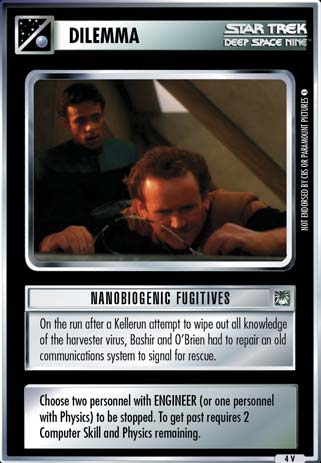 DILEMMA
STAR TREK
DEEP SPACE NINE
NOT ENDORSED BY CBS OR PARAMOUNT PICTURES
NANOBIOGENIC FUGITIVES
On the run after a Kellerun attempt to wipe out all knowledge
of the harvester virus, Bashir and O'Brien had to repair an old
communications system to signal for rescue.
Choose two personnel with ENGINEER (or one personnel
with Physics) to be stopped. To get past requires 2
Computer Skill and Physics remaining.
4 V